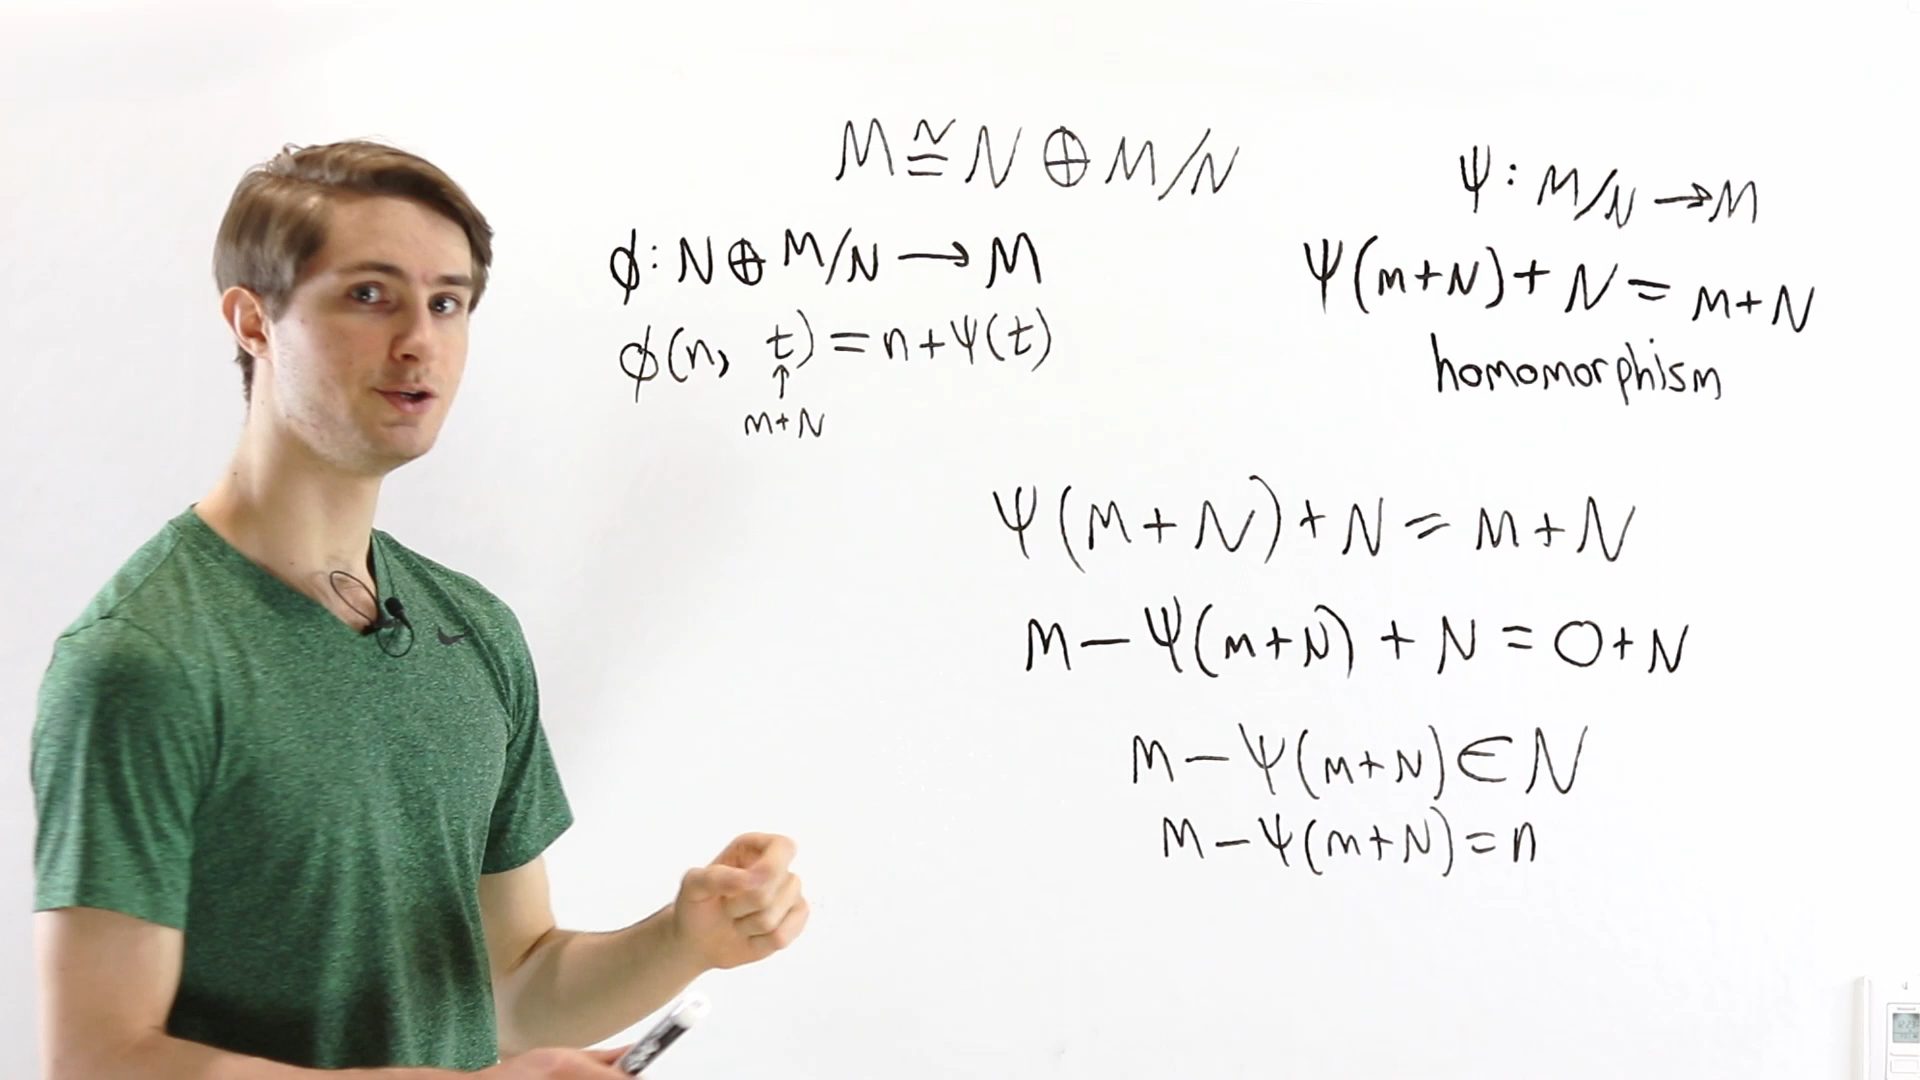 M ≅ N ⊕ M/N
ϕ: N ⊕ M/N → M
ϕ(n, t) = n + Ψ(t)
↑
m+N
Ψ: M/N → M
Ψ(m+N) + N = m+N
homomorphism
Ψ(m+N) + N = m+N
m − Ψ(m+N) + N = 0+N
m − Ψ(m+N) ∈ N
m − Ψ(m+N) = n